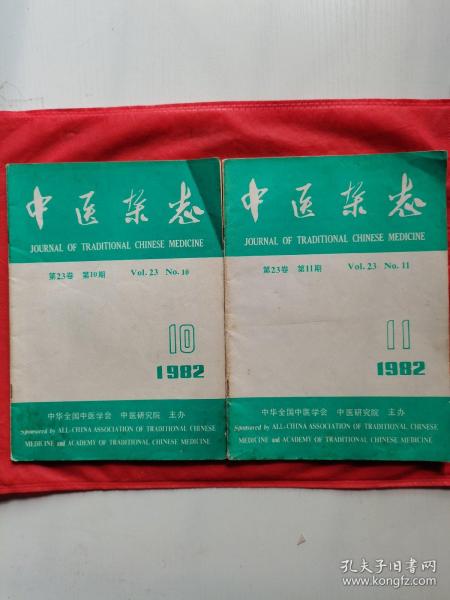 中医杂志
JOURNAL OF TRADITIONAL CHINESE MEDICINE
第23卷 第10期 Vol.23 No.10
10
1982
中华全国中医学会 中医研究院 主办
Sponsored by ALL-CHINA ASSOCIATION OF TRADITIONAL CHINESE
MEDICINE and ACADEMY OF TRADITIONAL CHINESE MEDICINE
中医杂志
JOURNAL OF TRADITIONAL CHINESE MEDICINE
第23卷 第11期 Vol.23 No.11
11
1982
中华全国中医学会 中医研究院 主办
Sponsored by ALL-CHINA ASSOCIATION OF TRADITIONAL CHINESE
MEDICINE and ACADEMY OF TRADITIONAL CHINESE MEDICINE
孔夫子旧书网
www.kongfz.com